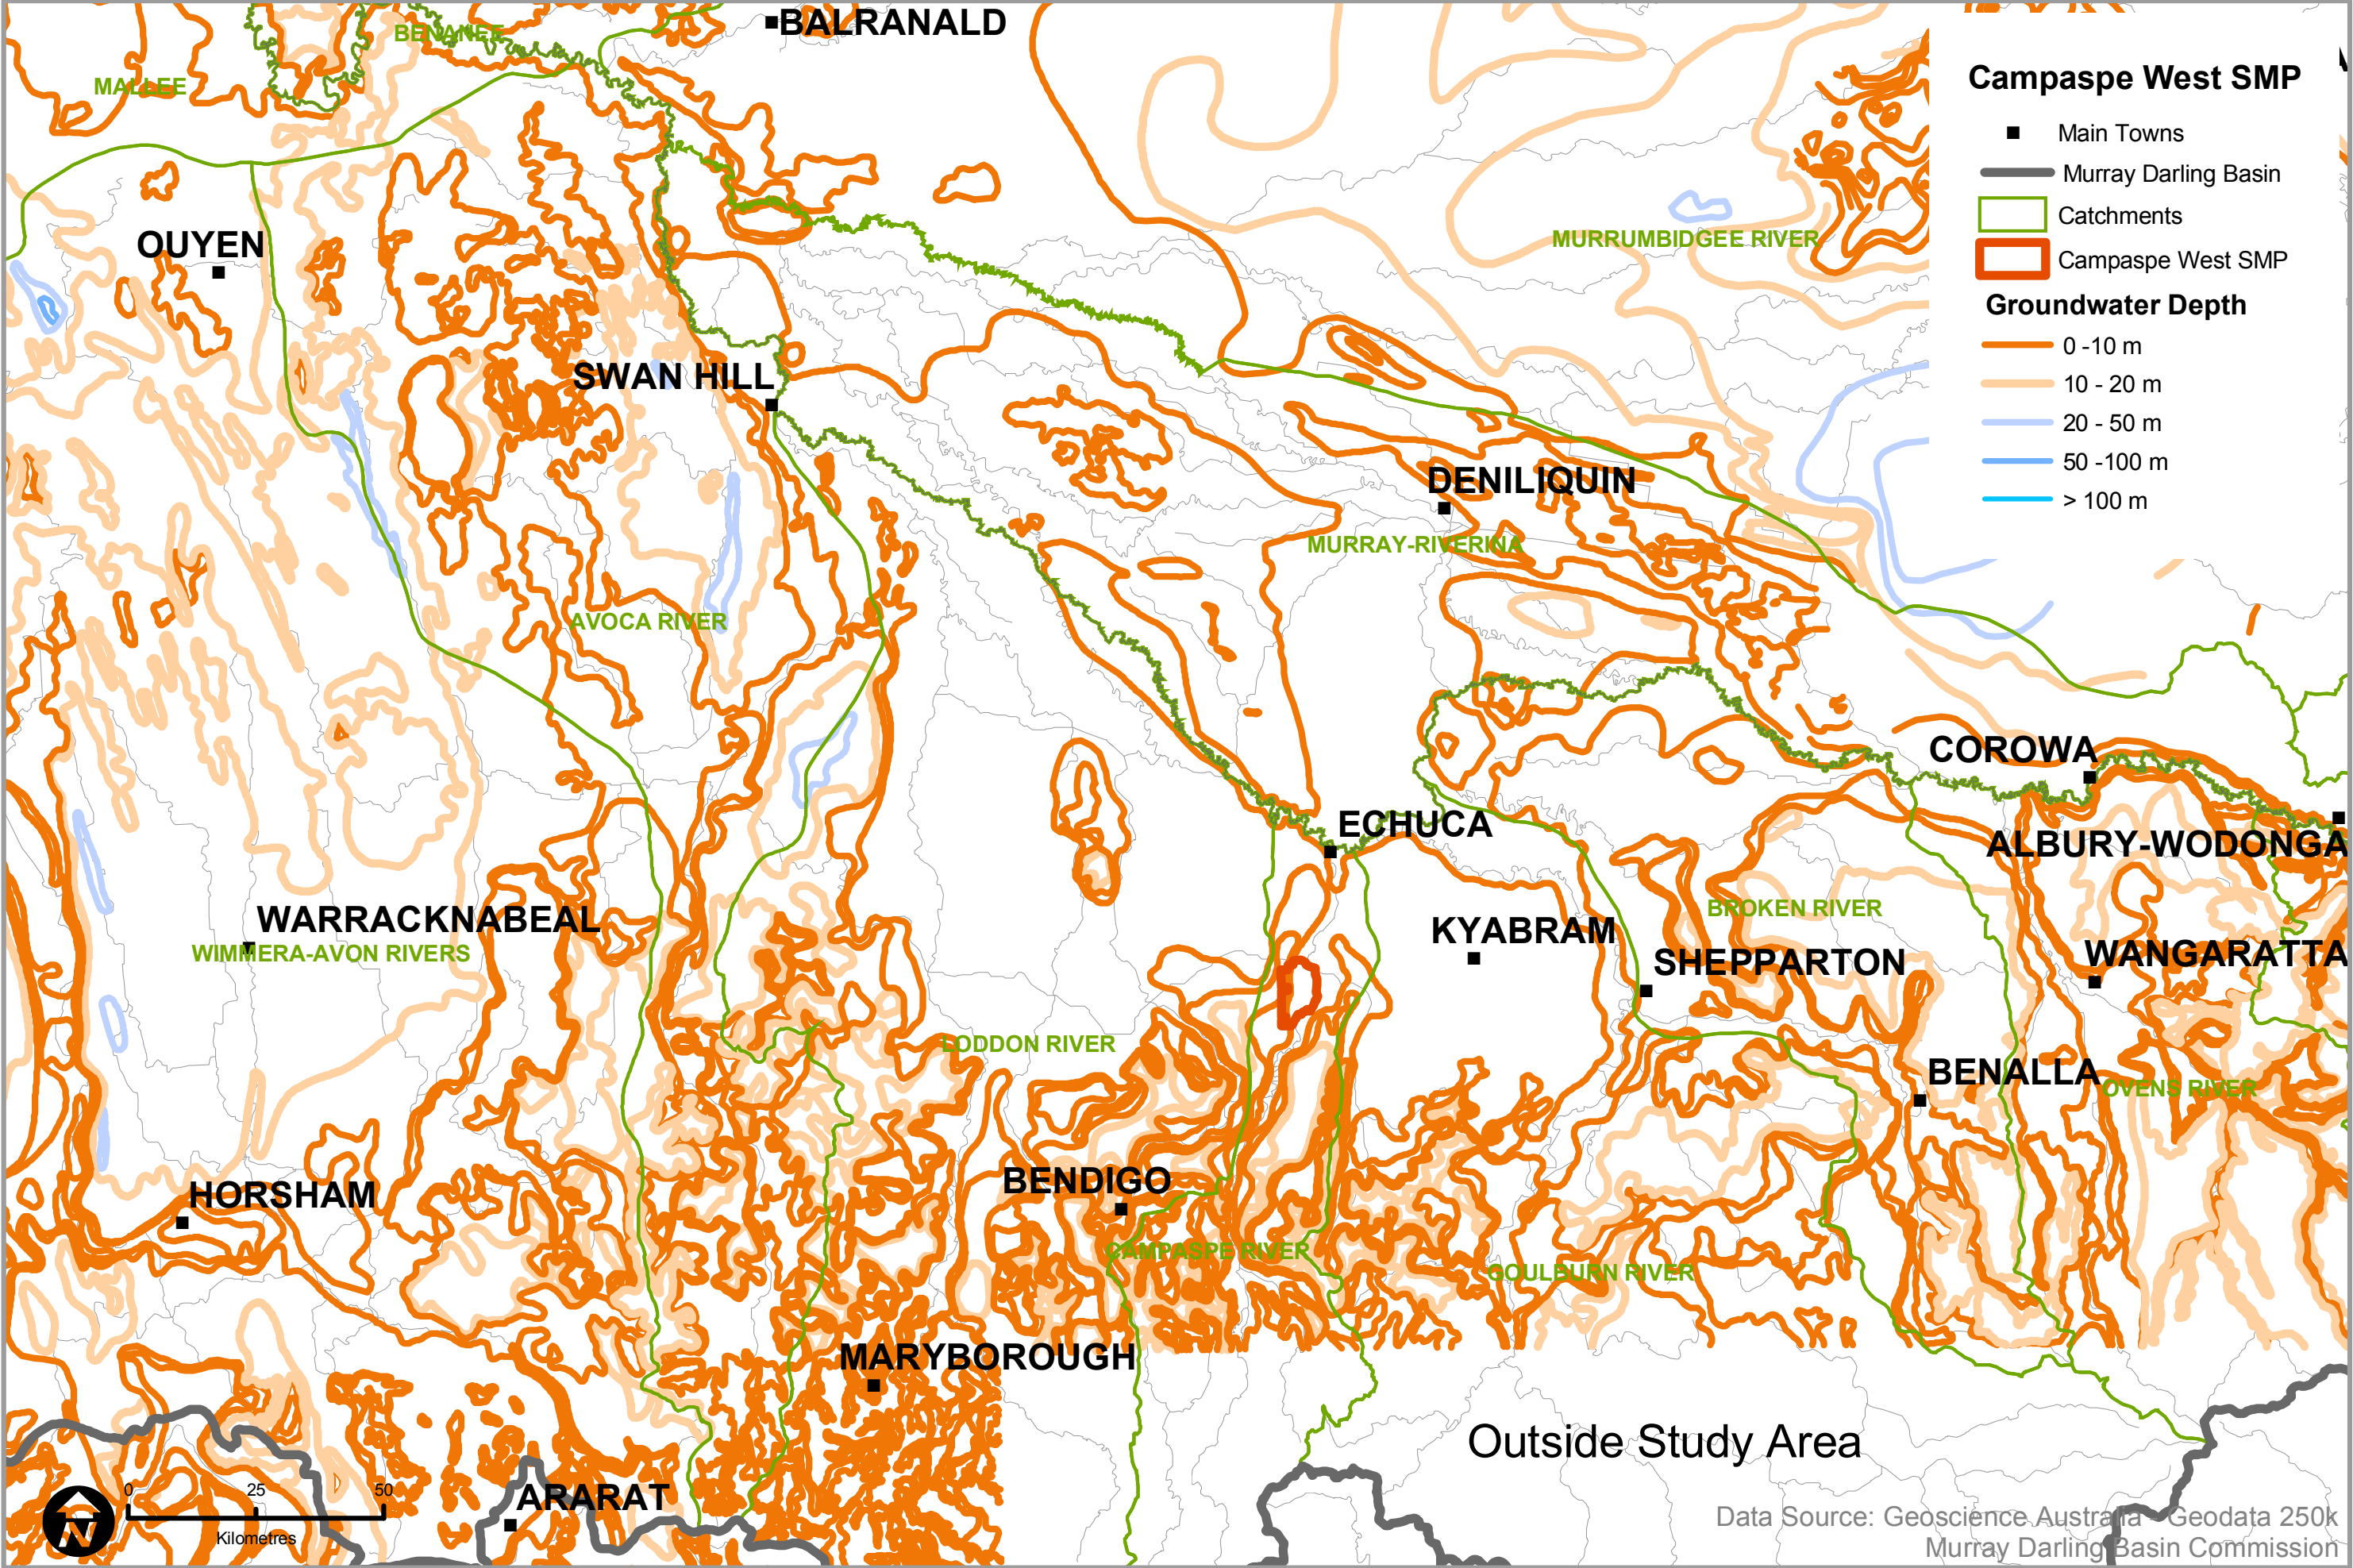 BALRANALD
BENANEE
MALLEE
Campaspe West SMP
Main Towns
Murray Darling Basin
Catchments
Campaspe West SMP
Groundwater Depth
0 -10 m
10 - 20 m
20 - 50 m
50 -100 m
> 100 m
OUYEN
MURRUMBIDGEE RIVER
SWAN HILL
DENILIQUIN
MURRAY-RIVERINA
AVOCA RIVER
COROWA
ECHUCA
ALBURY-WODONGA
WARRACKNABEAL
WIMMERA-AVON RIVERS
KYABRAM
BROKEN RIVER
SHEPPARTON
WANGARATTA
LODDON RIVER
BENALLA
OVENS RIVER
HORSHAM
BENDIGO
CAMPASPE RIVER
GOULBURN RIVER
MARYBOROUGH
Outside Study Area
ARARAT
0 25 50
Kilometres
N
Data Source: Geoscience Australia - Geodata 250k
Murray Darling Basin Commission